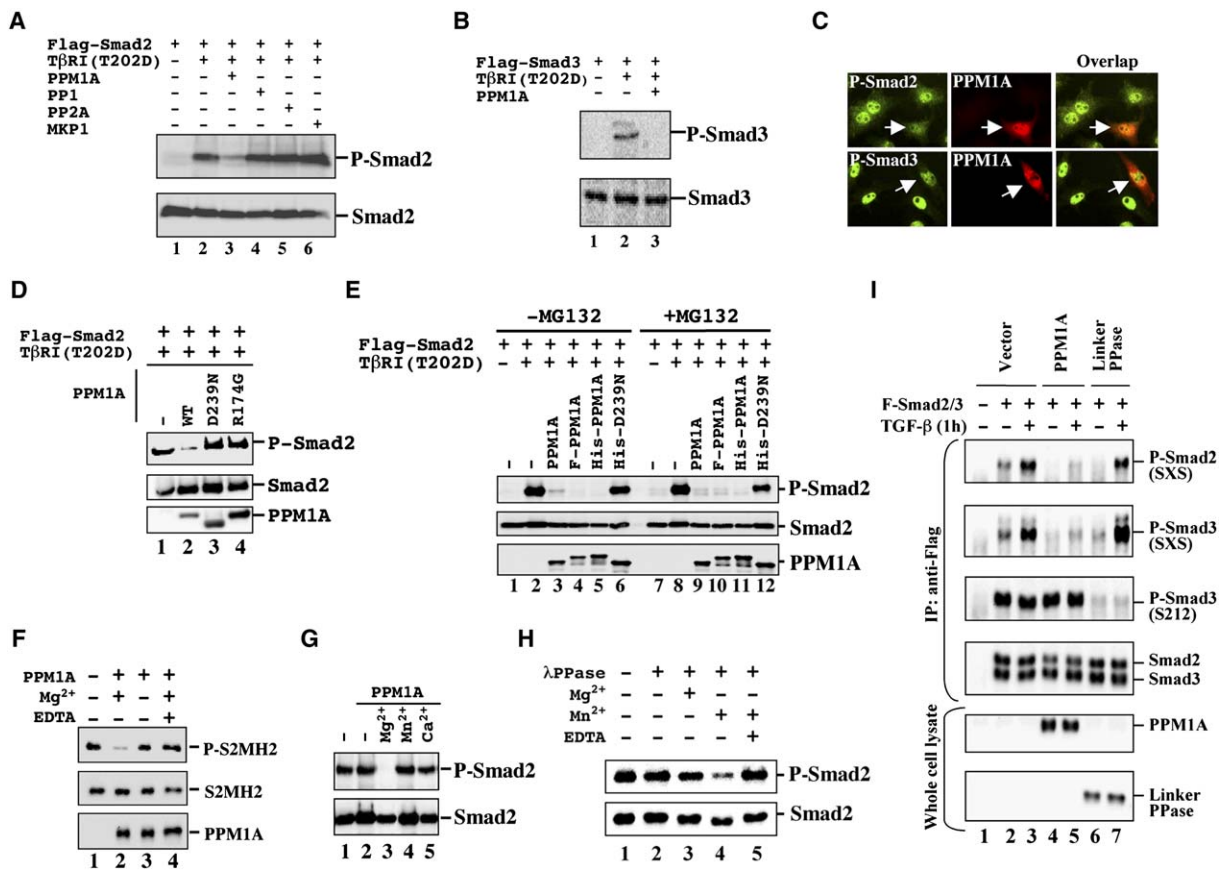 A
Flag-Smad2 + + + + + +
TβRI(T202D) - + + + + +
PPM1A - - + - - -
PP1 - - - + - -
PP2A - - - - + -
MKP1 - - - - - +
P-Smad2
Smad2
1 2 3 4 5 6
B
Flag-Smad3 + + +
TβRI(T202D) - + +
PPM1A - - +
P-Smad3
Smad3
1 2 3
C
Overlap
P-Smad2 PPM1A
P-Smad3 PPM1A
D
Flag-Smad2 + + + +
TβRI(T202D) + + + +
PPM1A
- WT D239N R174G
P-Smad2
Smad2
PPM1A
1 2 3 4
E
-MG132 +MG132
Flag-Smad2 + + + + + + + + + + + +
TβRI(T202D) - + + + + + - + + + + +
- - PPM1A F-PPM1A His-PPM1A His-D239N - - PPM1A F-PPM1A His-PPM1A His-D239N
P-Smad2
Smad2
PPM1A
1 2 3 4 5 6 7 8 9 10 11 12
F
PPM1A - + + +
Mg2+ - + - +
EDTA - - - +
P-S2MH2
S2MH2
PPM1A
1 2 3 4
G
PPM1A
- - Mg2+ Mn2+ Ca2+
P-Smad2
Smad2
1 2 3 4 5
H
λPPase - + + + +
Mg2+ - - + - -
Mn2+ - - - + +
EDTA - - - - +
P-Smad2
Smad2
1 2 3 4 5
I
Vector PPM1A Linker PPase
F-Smad2/3 - + + + + + +
TGF-β (1h) - - + - + - +
IP: anti-Flag
P-Smad2
(SXS)
P-Smad3
(SXS)
P-Smad3
(S212)
Smad2
Smad3
Whole cell lysate
PPM1A
Linker
PPase
1 2 3 4 5 6 7